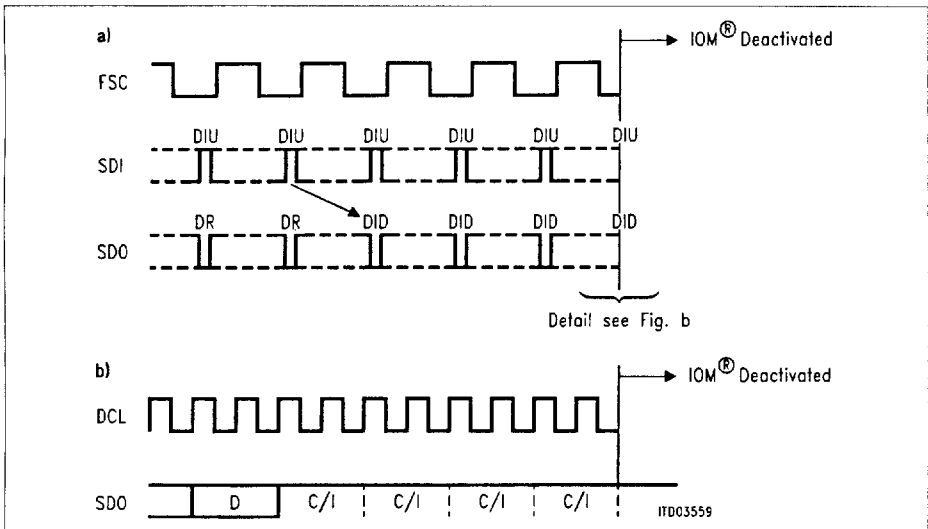 a)
IOM® Deactivated
FSC
DIU DIU DIU DIU DIU DIU
SDI
DR DR DID DID DID DID
SDO
Detail see Fig. b
b)
IOM® Deactivated
DCL
SDO D C/I C/I C/I C/I
ITD03559